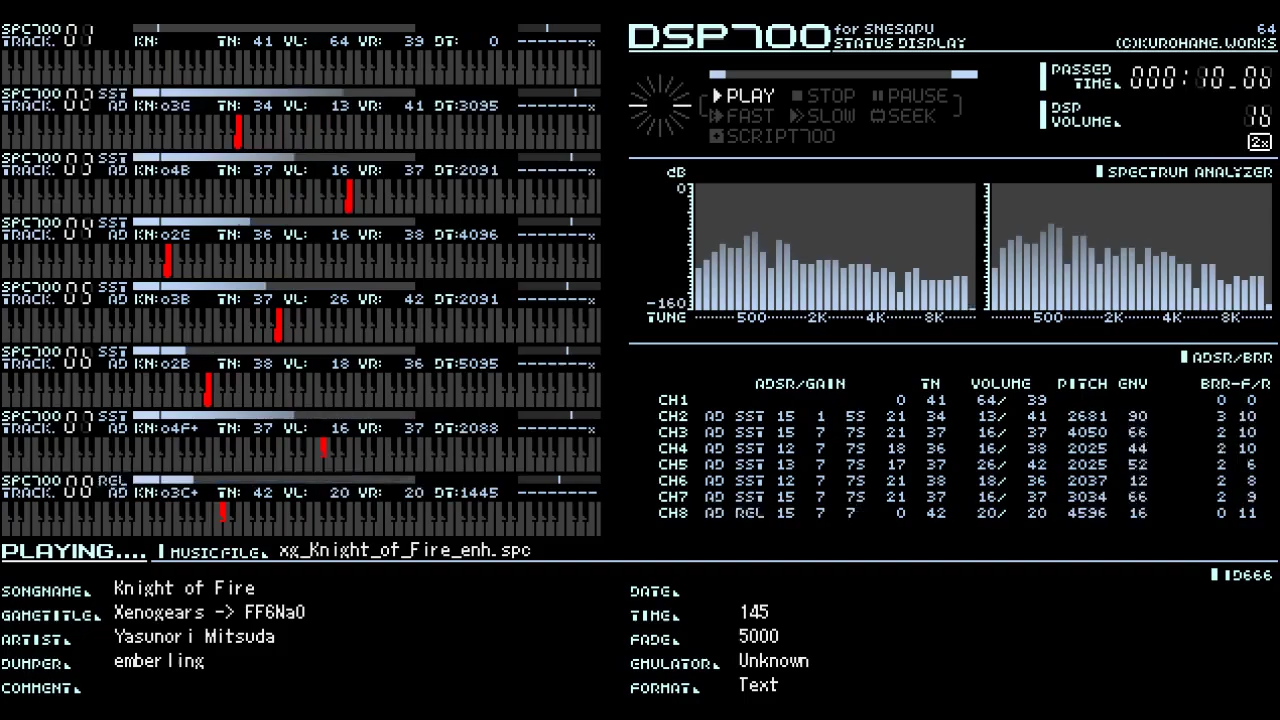 SPC700 01
TRACK. KN: TN: 41 VL: 64 VR: 39 DT: 0
SPC700 SST
TRACK. AD KN:o3G TN: 34 VL: 13 VR: 41 DT:3095
SPC700 SST
TRACK. AD KN:o4B TN: 37 VL: 16 VR: 37 DT:2091
SPC700 04 SST
TRACK. AD KN:o2G TN: 36 VL: 16 VR: 38 DT:4096
SPC700 SST
TRACK. AD KN:o3B TN: 37 VL: 26 VR: 42 DT:2091
SPC700 SST
TRACK. AD KN:o2B TN: 38 VL: 18 VR: 36 DT:5095
SPC700 SST
TRACK. AD KN:o4F+ TN: 37 VL: 16 VR: 37 DT:2088
SPC700 REL
TRACK. AD KN:o3C+ TN: 42 VL: 20 VR: 20 DT:1445
DSP700 for SNESAPU
STATUS DISPLAY
64
(C)KUROHANE.WORKS
PLAY STOP PAUSE
FAST SLOW SEEK
SCRIPT700
PASSED TIME
DSP VOLUME 16
2x
SPECTRUM ANALYZER
dB
0
-160
TUNE 500 2K 4K 8K 500 2K 4K 8K
ADSR/BRR
ADSR/GAIN TN VOLUME PITCH ENV BRR-F/R
CH1 0 41 64/ 39 0 0
CH2 AD SST 15 1 5S 21 34 13/ 41 2681 90 3 10
CH3 AD SST 15 7 7S 21 37 16/ 37 4050 66 2 10
CH4 AD SST 12 7 7S 18 36 16/ 38 2025 44 2 10
CH5 AD SST 13 7 7S 17 37 26/ 42 2025 52 2 6
CH6 AD SST 12 7 7S 21 38 18/ 36 2037 12 2 8
CH7 AD SST 15 7 7S 21 37 16/ 37 3034 66 2 9
CH8 AD REL 15 7 7 0 42 20/ 20 4596 16 0 11
PLAYING.... MUSICFILE xg_Knight_of_Fire_enh.spc
ID666
SONGNAME Knight of Fire
GAMETITLE Xenogears -> FF6NaO
ARTIST Yasunori Mitsuda
DUMPER emberling
COMMENT
DATE
TIME 145
FADE 5000
EMULATOR Unknown
FORMAT Text